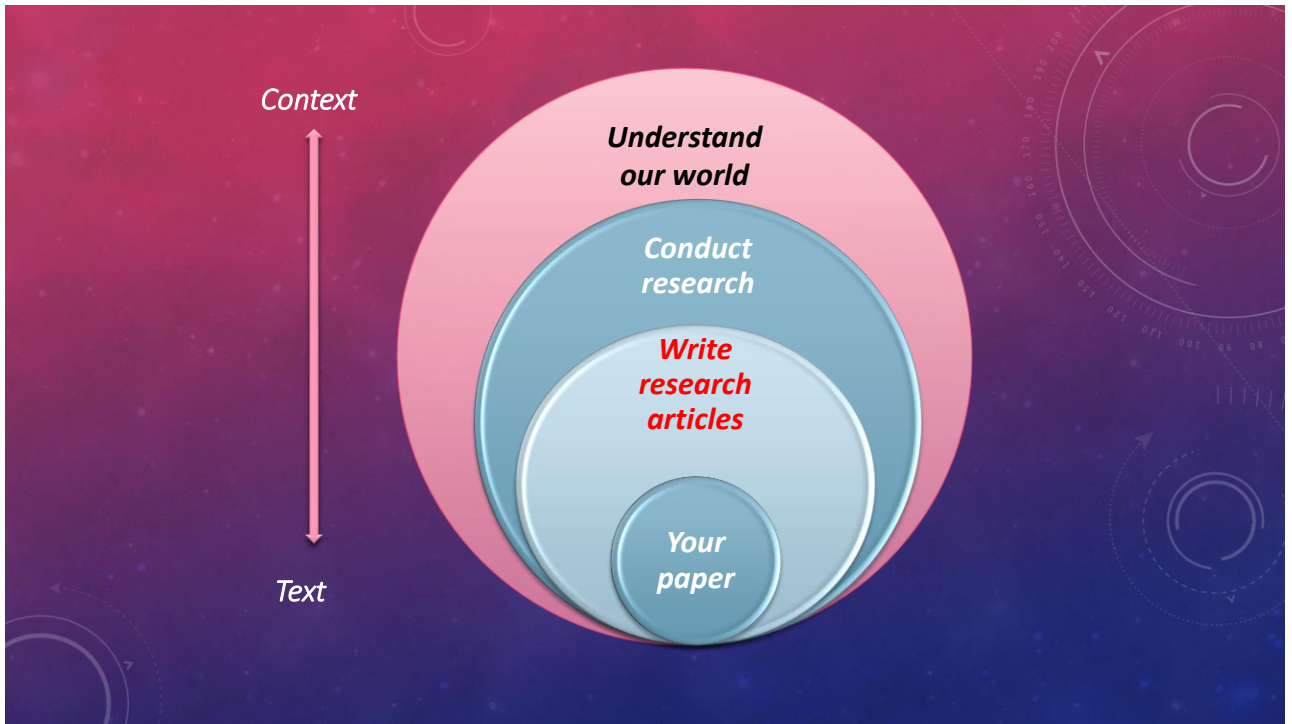 Context
Understand
our world
Conduct
research
Write
research
articles
Your
paper
Text